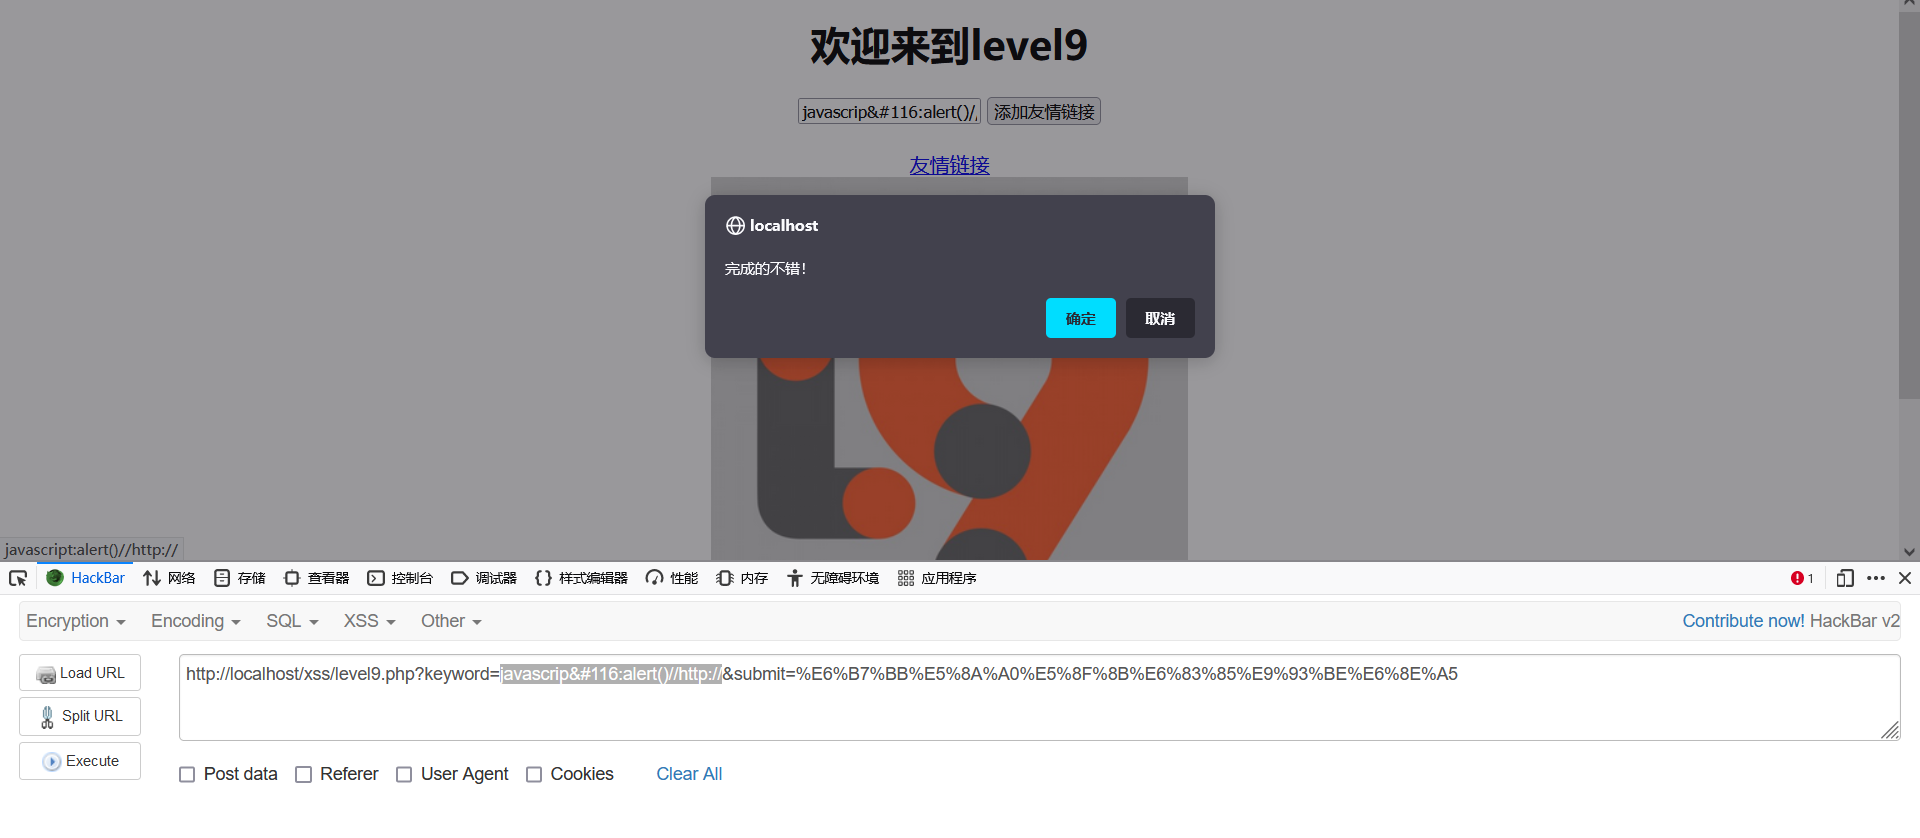 欢迎来到level9
javascrip&#116:alert()/
添加友情链接
友情链接
localhost
完成的不错！
确定
取消
javascript:alert()//http://
HackBar
网络
存储
查看器
控制台
调试器
样式编辑器
性能
内存
无障碍环境
应用程序
1
Encryption
Encoding
SQL
XSS
Other
Contribute now! HackBar v2
Load URL
http://localhost/xss/level9.php?keyword=javascrip&#116:alert()//http://&submit=%E6%B7%BB%E5%8A%A0%E5%8F%8B%E6%83%85%E9%93%BE%E6%8E%A5
Split URL
Execute
Post data
Referer
User Agent
Cookies
Clear All